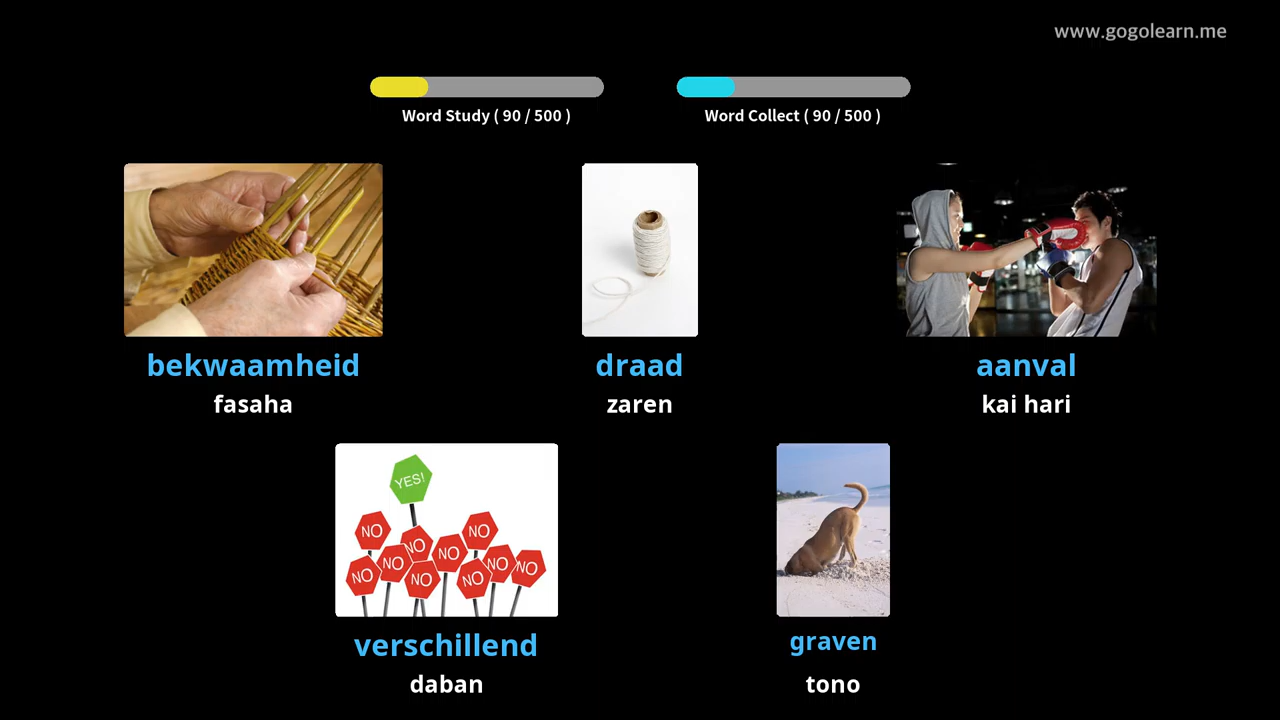 www.gogolearn.me
Word Study ( 90 / 500 )
Word Collect ( 90 / 500 )
bekwaamheid
fasaha
draad
zaren
aanval
kai hari
YES!
NO
NO
NO
NO
NO
NO
NO
NO
NO
NO
verschillend
daban
graven
tono